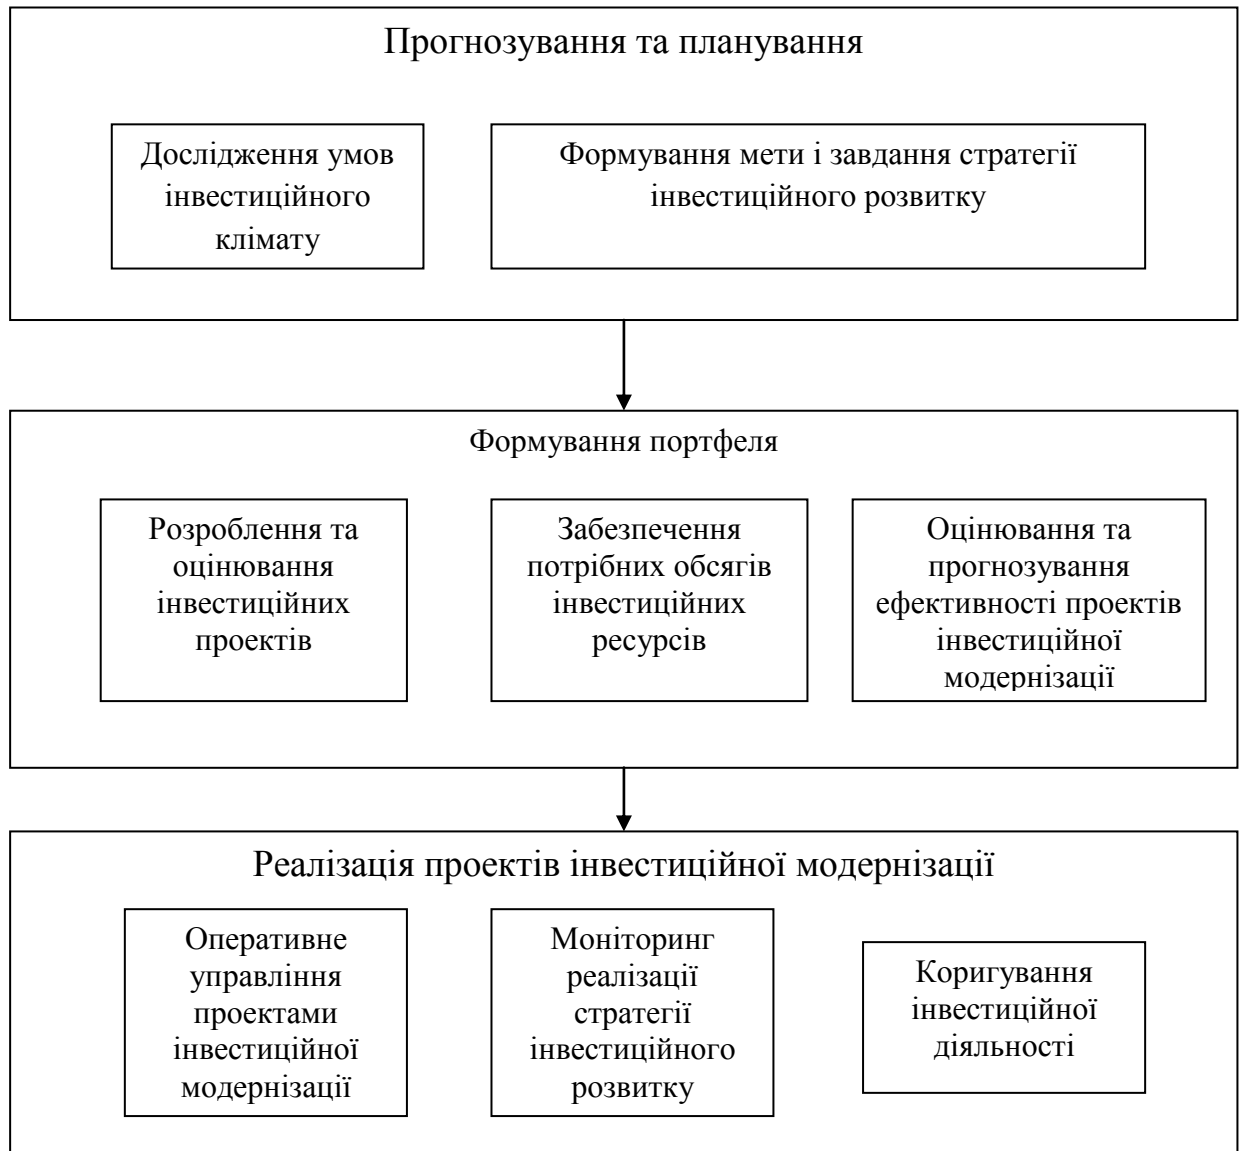 Прогнозування та планування
Дослідження умов
інвестиційного
клімату
Формування мети і завдання стратегії
інвестиційного розвитку
Формування портфеля
Розроблення та
оцінювання
інвестиційних
проектів
Забезпечення
потрібних обсягів
інвестиційних
ресурсів
Оцінювання та
прогнозування
ефективності проектів
інвестиційної
модернізації
Реалізація проектів інвестиційної модернізації
Оперативне
управління
проектами
інвестиційної
модернізації
Моніторинг
реалізації
стратегії
інвестиційного
розвитку
Коригування
інвестиційної
діяльності